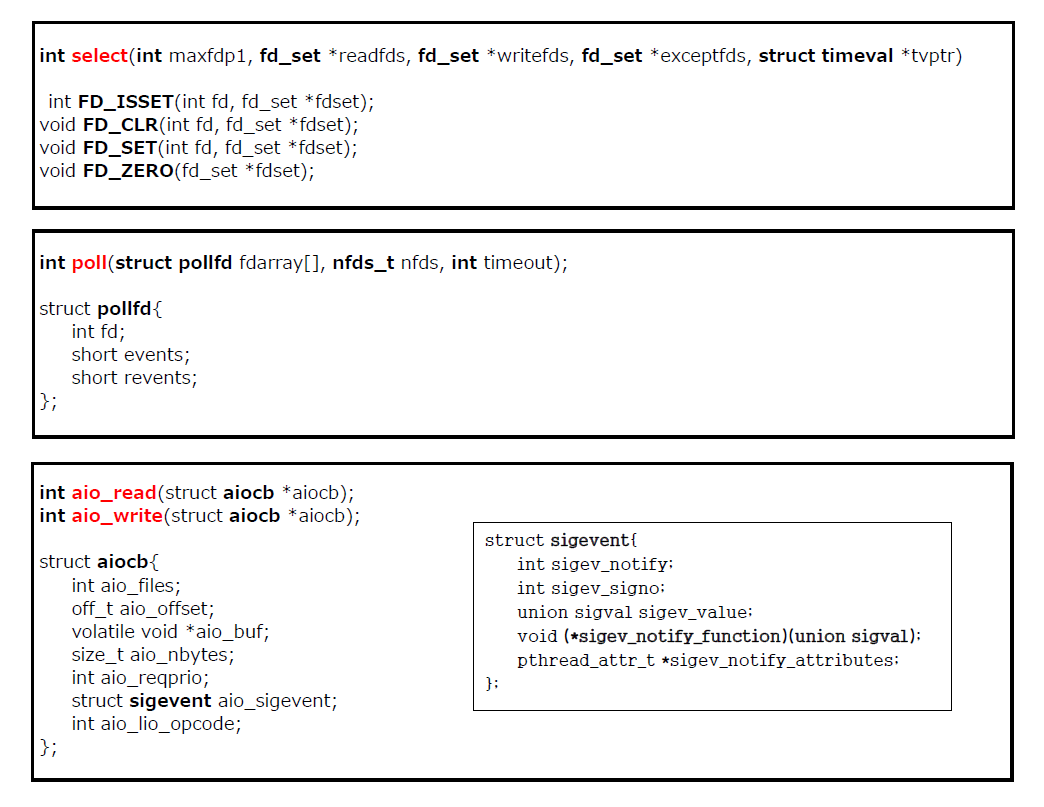 int select(int maxfdp1, fd_set *readfds, fd_set *writefds, fd_set *exceptfds, struct timeval *tvptr)
int FD_ISSET(int fd, fd_set *fdset);
void FD_CLR(int fd, fd_set *fdset);
void FD_SET(int fd, fd_set *fdset);
void FD_ZERO(fd_set *fdset);
int poll(struct pollfd fdarray[], nfds_t nfds, int timeout);
struct pollfd{
int fd;
short events;
short revents;
};
int aio_read(struct aiocb *aiocb);
int aio_write(struct aiocb *aiocb);
struct aiocb{
int aio_files;
off_t aio_offset;
volatile void *aio_buf;
size_t aio_nbytes;
int aio_reqprio;
struct sigevent aio_sigevent;
int aio_lio_opcode;
};
struct sigevent{
int sigev_notify;
int sigev_signo;
union sigval sigev_value;
void (*sigev_notify_function)(union sigval);
pthread_attr_t *sigev_notify_attributes;
};